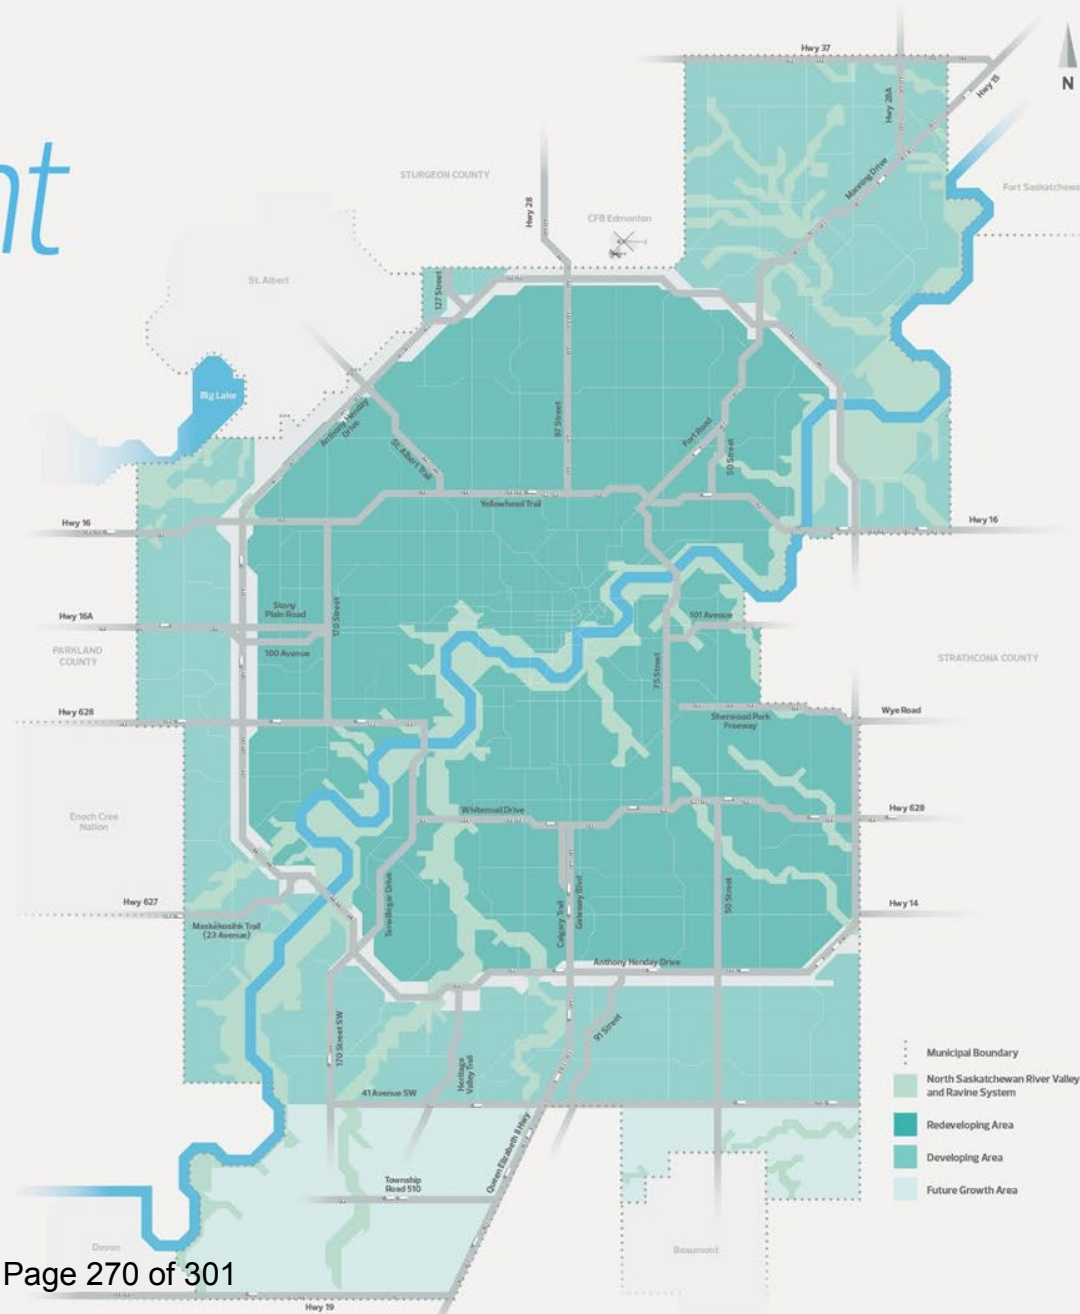 nt
Hwy 37
N
Hwy 15
Hwy 28A
Manning Drive
STURGEON COUNTY
Hwy 28
CFB Edmonton
St. Albert
127 Street
Big Lake
Anthony Henday
Drive
St. Albert Trail
97 Street
Fort Road
50 Street
Yellowhead Trail
Hwy 16
Hwy 16
Stony
Plain Road
170 Street
Hwy 16A
PARKLAND
COUNTY
100 Avenue
101 Avenue
75 Street
STRATHCONA COUNTY
Hwy 628
Sherwood Park
Freeway
Wye Road
Whitemud Drive
Hwy 628
Enoch Cree
Nation
Terwillegar Drive
Calgary Trail
Gateway Blvd
50 Street
Hwy 627
Hwy 14
Maskêkosihk Trail
(23 Avenue)
Anthony Henday Drive
170 Street SW
Heritage
Valley Trail
91 Street
41 Avenue SW
Queen Elizabeth II Hwy
Township
Road 510
Devon
Beaumont
Hwy 19
Municipal Boundary
North Saskatchewan River Valley
and Ravine System
Redeveloping Area
Developing Area
Future Growth Area
Page 270 of 301